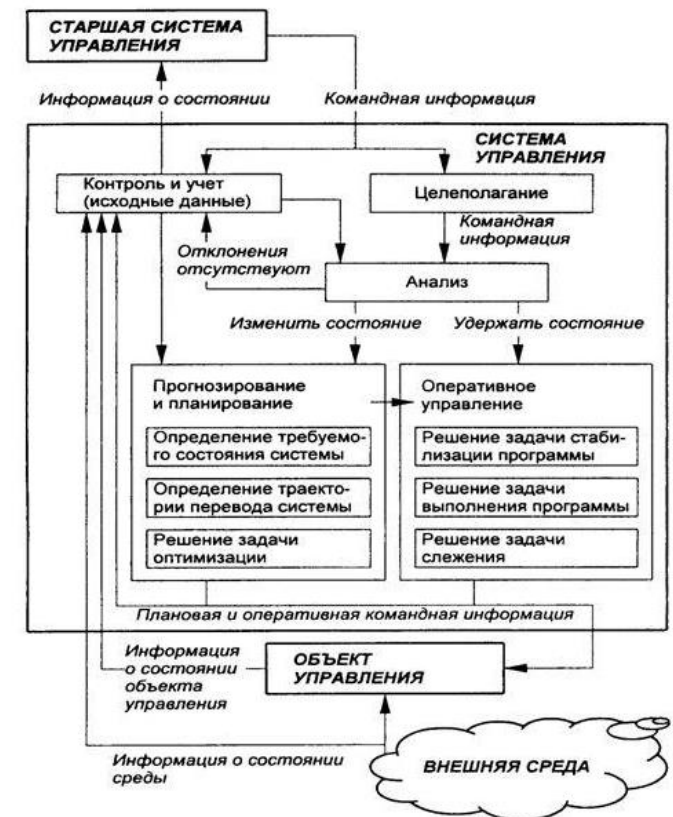 СТАРШАЯ СИСТЕМА
УПРАВЛЕНИЯ
Информация о состоянии
Командная информация
СИСТЕМА
УПРАВЛЕНИЯ
Контроль и учет
(исходные данные)
Целеполагание
Командная
информация
Отклонения
отсутствуют
Анализ
Изменить состояние
Удержать состояние
Прогнозирование
и планирование
Определение требуемо-
го состояния системы
Определение траекто-
рии перевода системы
Решение задачи
оптимизации
Оперативное
управление
Решение задачи стаби-
лизации программы
Решение задачи
выполнения программы
Решение задачи
слежения
Плановая и оперативная командная информация
Информация
о состоянии
объекта
управления
ОБЪЕКТ
УПРАВЛЕНИЯ
Информация о состоянии
среды
ВНЕШНЯЯ СРЕДА